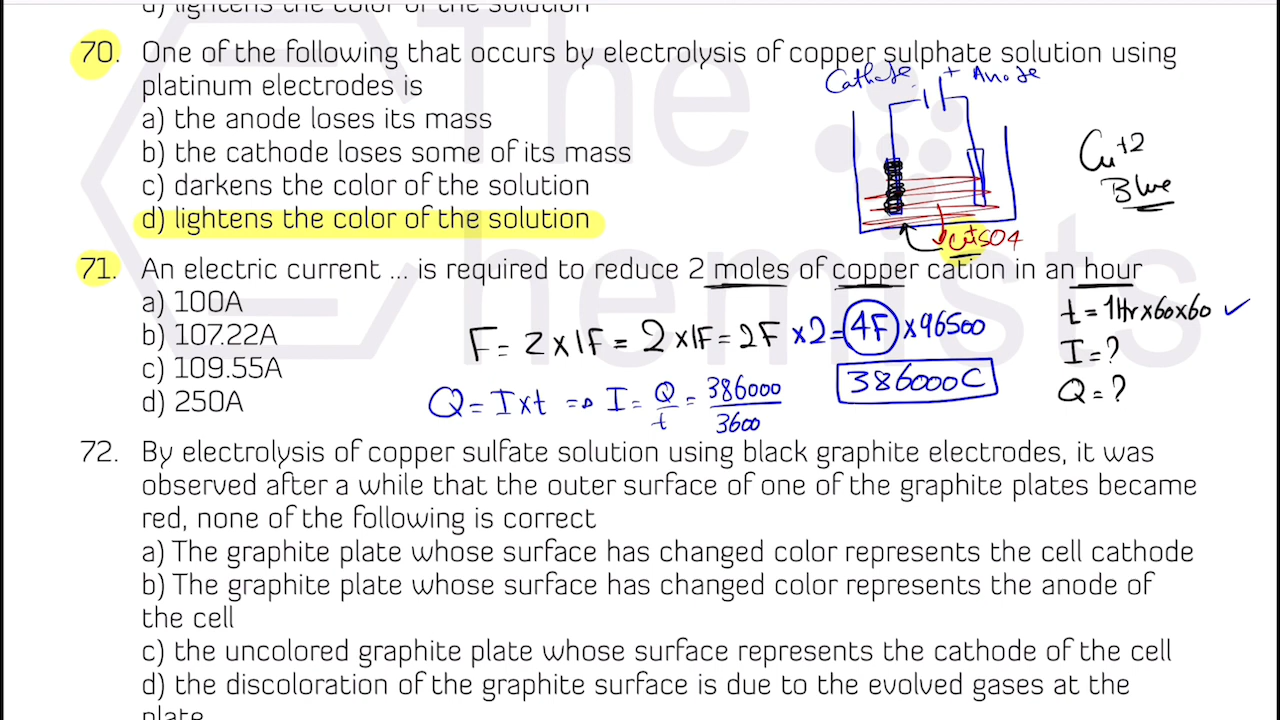 d) lightens the color of the solution
70. One of the following that occurs by electrolysis of copper sulphate solution using
platinum electrodes is
a) the anode loses its mass
b) the cathode loses some of its mass
c) darkens the color of the solution
d) lightens the color of the solution
Cathode - + Anode
Cu+2
Blue
Cu+SO4
71. An electric current ... is required to reduce 2 moles of copper cation in an hour
a) 100A
b) 107.22A
c) 109.55A
d) 250A
F = Z x 1F = 2 x 1F = 2F x2 = 4F x 96500
386000C
Q = I x t => I = Q/t = 386000/3600
t = 1Hr x 60 x 60 ✓
I = ?
Q = ?
72. By electrolysis of copper sulfate solution using black graphite electrodes, it was
observed after a while that the outer surface of one of the graphite plates became
red, none of the following is correct
a) The graphite plate whose surface has changed color represents the cell cathode
b) The graphite plate whose surface has changed color represents the anode of
the cell
c) the uncolored graphite plate whose surface represents the cathode of the cell
d) the discoloration of the graphite surface is due to the evolved gases at the
plate
The
hemists